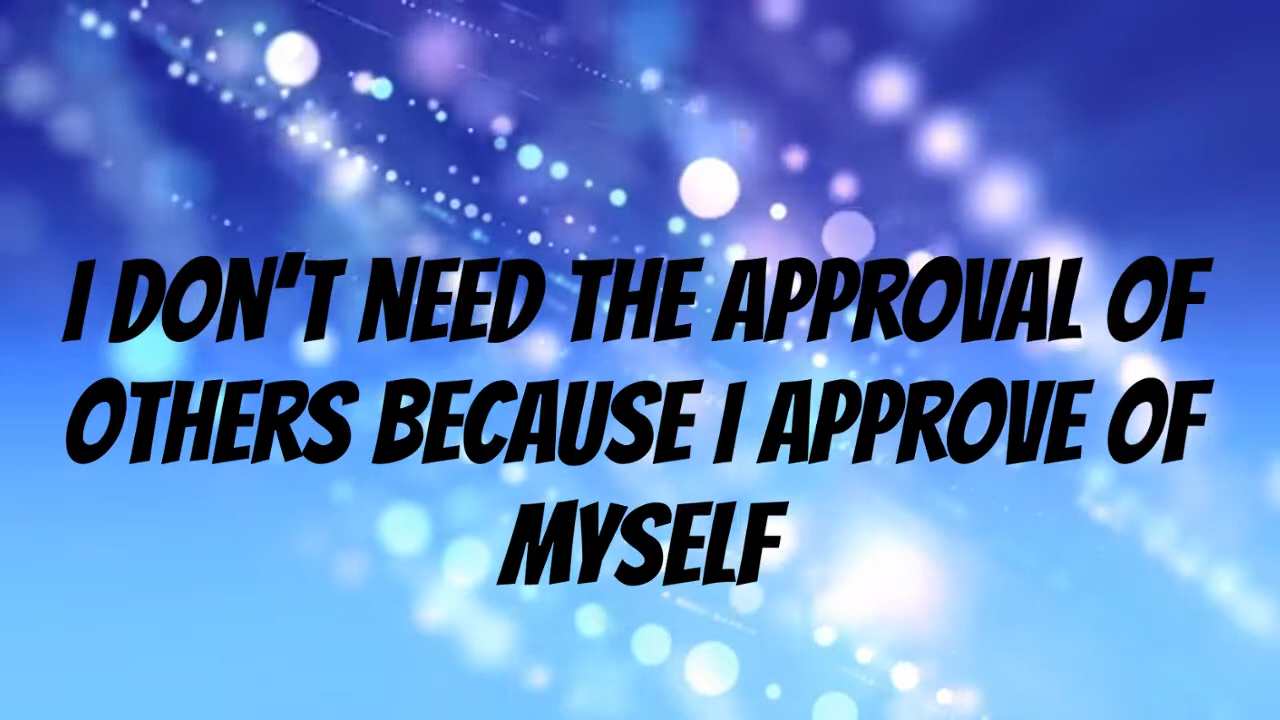 I DON'T NEED THE APPROVAL OF
OTHERS BECAUSE I APPROVE OF
MYSELF